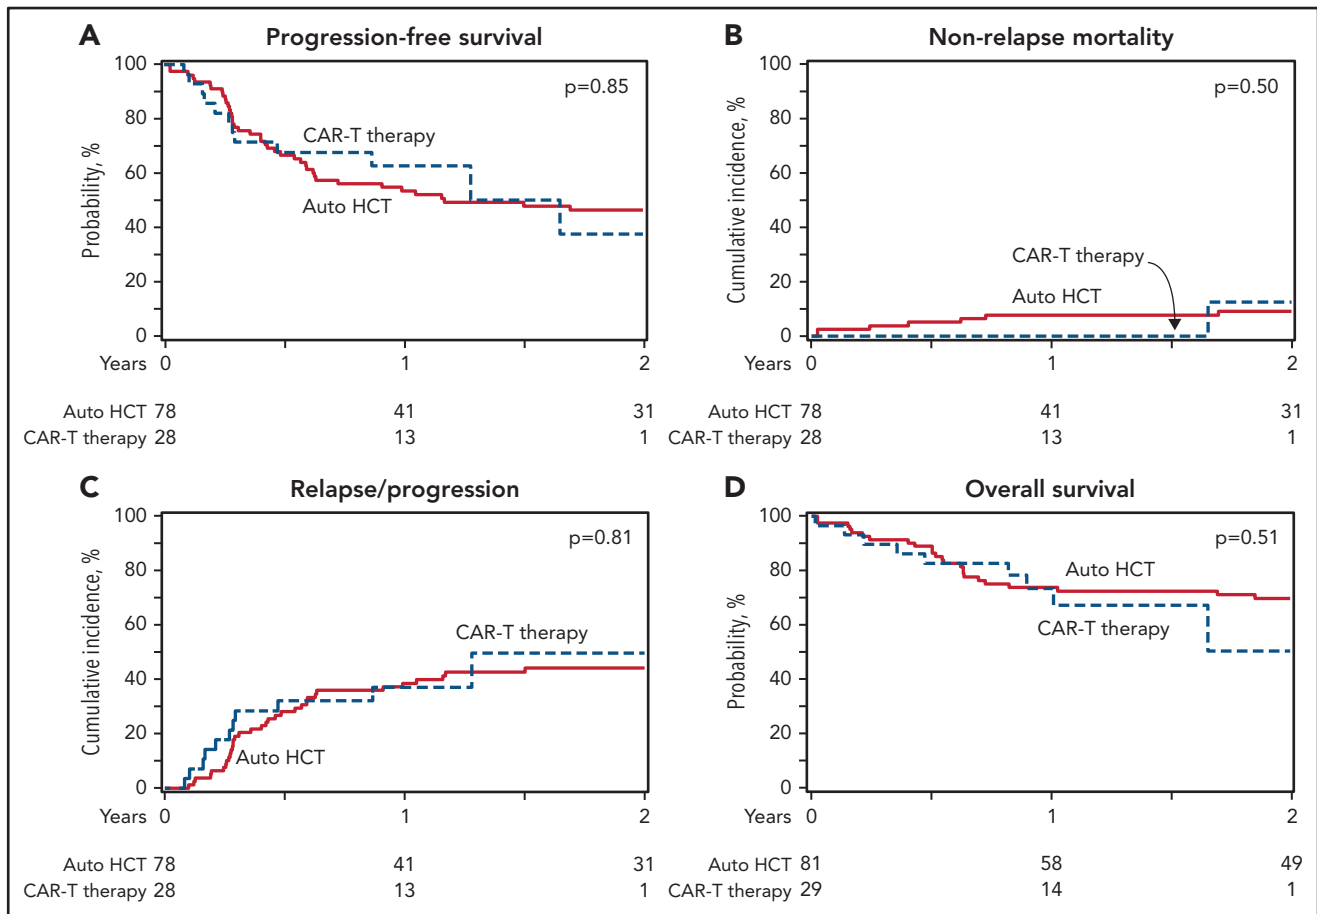 A Progression-free survival
p=0.85
Probability, %
100
80
60
40
20
0
CAR-T therapy
Auto HCT
Years 0 1 2
Auto HCT 78 41 31
CAR-T therapy 28 13 1
B Non-relapse mortality
p=0.50
Cumulative incidence, %
100
80
60
40
20
0
CAR-T therapy
Auto HCT
Years 0 1 2
Auto HCT 78 41 31
CAR-T therapy 28 13 1
C Relapse/progression
p=0.81
Cumulative incidence, %
100
80
60
40
20
0
CAR-T therapy
Auto HCT
Years 0 1 2
Auto HCT 78 41 31
CAR-T therapy 28 13 1
D Overall survival
p=0.51
Probability, %
100
80
60
40
20
0
Auto HCT
CAR-T therapy
Years 0 1 2
Auto HCT 81 58 49
CAR-T therapy 29 14 1